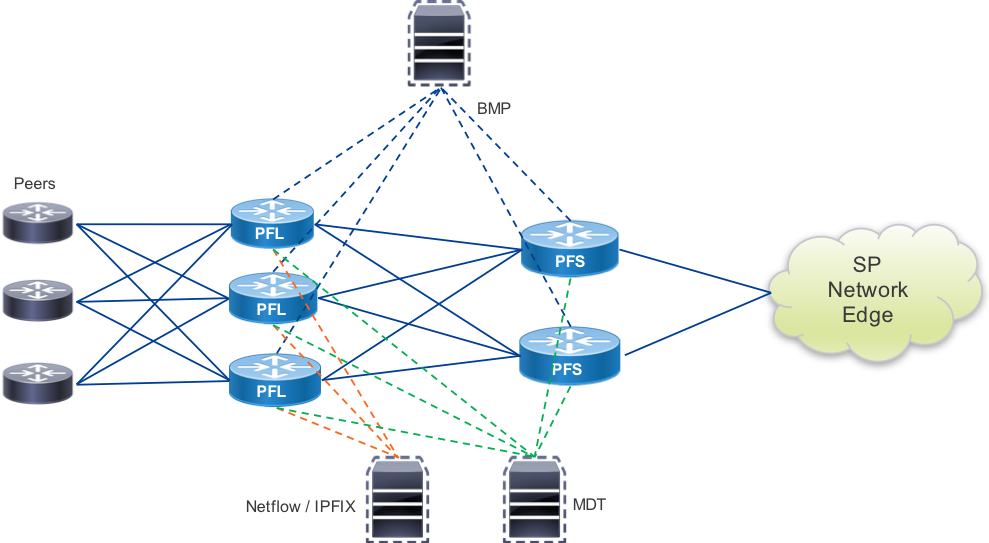 BMP
Peers
PFL
PFS
PFL
PFL
PFS
SP
Network
Edge
Netflow / IPFIX
MDT